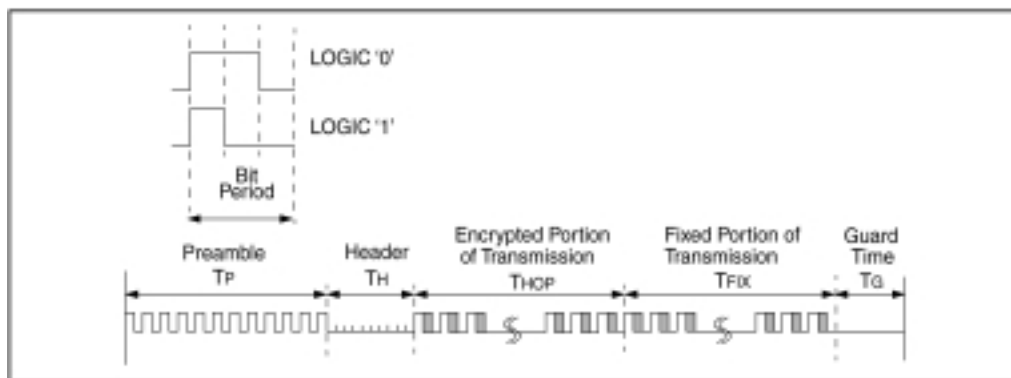 LOGIC '0'
LOGIC '1'
Bit
Period
Preamble
TP
Header
TH
Encrypted Portion
of Transmission
THOP
Fixed Portion of
Transmission
TFIX
Guard
Time
TG